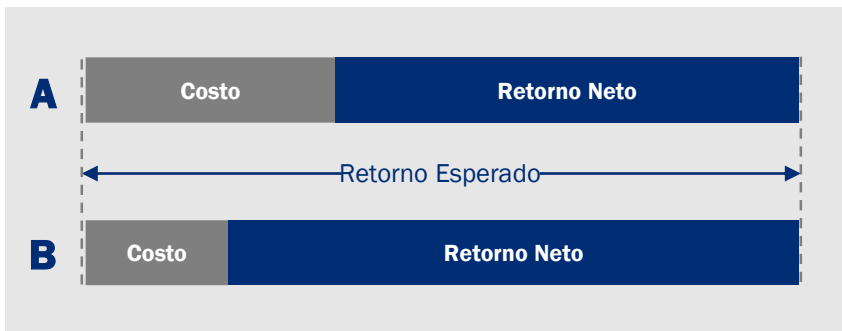 A Costo Retorno Neto
Retorno Esperado
B Costo Retorno Neto